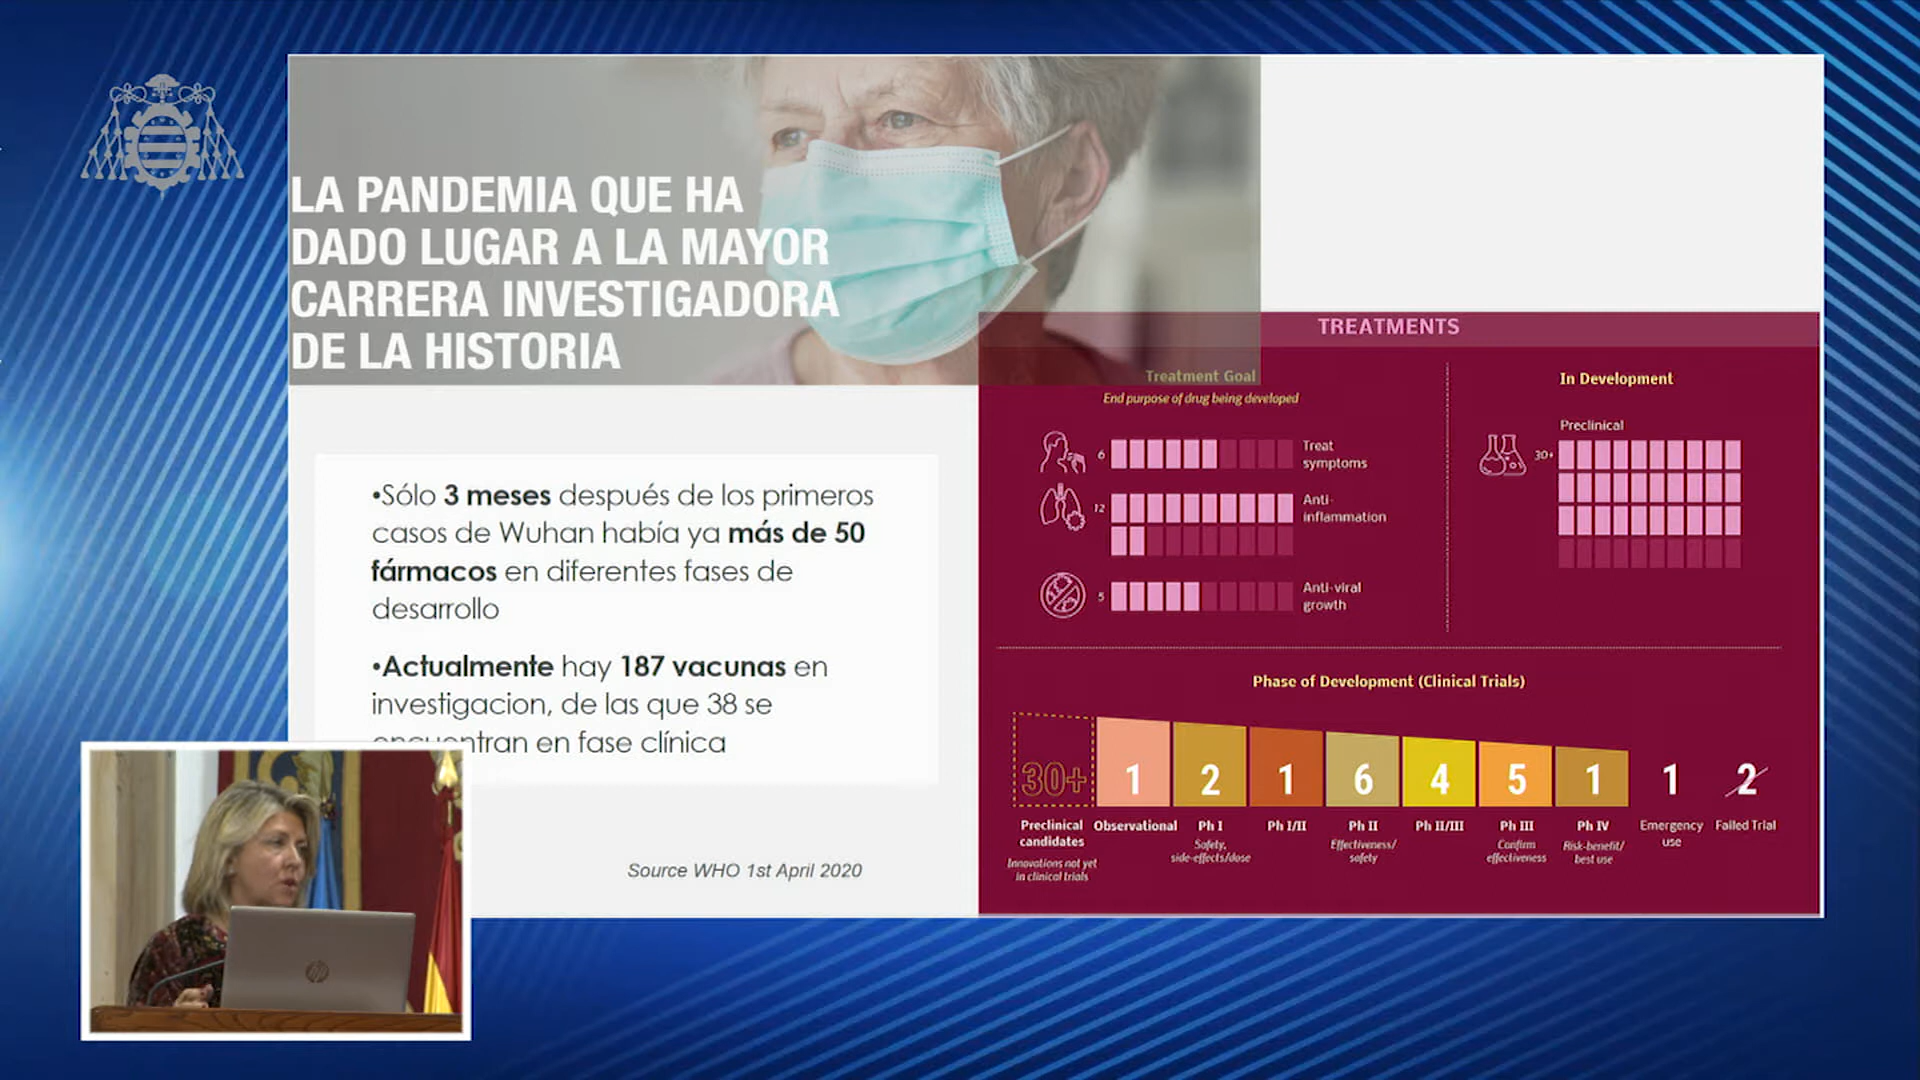 LA PANDEMIA QUE HA
DADO LUGAR A LA MAYOR
CARRERA INVESTIGADORA
DE LA HISTORIA
•Sólo 3 meses después de los primeros
casos de Wuhan había ya más de 50
fármacos en diferentes fases de
desarrollo
•Actualmente hay 187 vacunas en
investigacion, de las que 38 se
encuentran en fase clínica
Source WHO 1st April 2020
TREATMENTS
Treatment Goal
End purpose of drug being developed
6
Treat
symptoms
12
Anti-
inflammation
5
Anti-viral
growth
In Development
Preclinical
30+
Phase of Development (Clinical Trials)
30+ 1 2 1 6 4 5 1 1 2
Preclinical
candidates
Innovations not yet
in clinical trials
Observational
Ph I
Safety,
side-effects/dose
Ph I/II
Ph II
Effectiveness/
safety
Ph II/III
Ph III
Confirm
effectiveness
Ph IV
Risk-benefit/
best use
Emergency
use
Failed Trial
hp